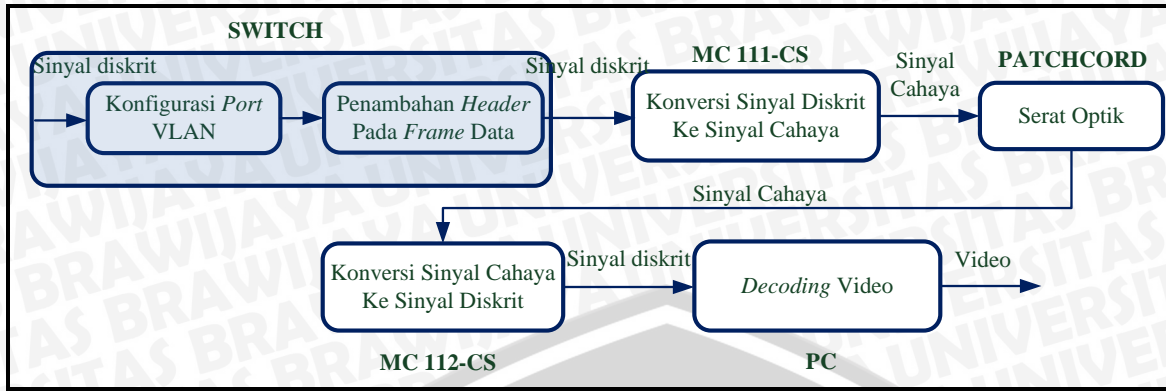 SWITCH
Sinyal diskrit
Konfigurasi Port
VLAN
Penambahan Header
Pada Frame Data
Sinyal diskrit
MC 111-CS
Konversi Sinyal Diskrit
Ke Sinyal Cahaya
Sinyal
Cahaya
PATCHCORD
Serat Optik
Sinyal Cahaya
Konversi Sinyal Cahaya
Ke Sinyal Diskrit
MC 112-CS
Sinyal diskrit
Decoding Video
PC
Video
UNIVERSITAS BRAWIJAYA